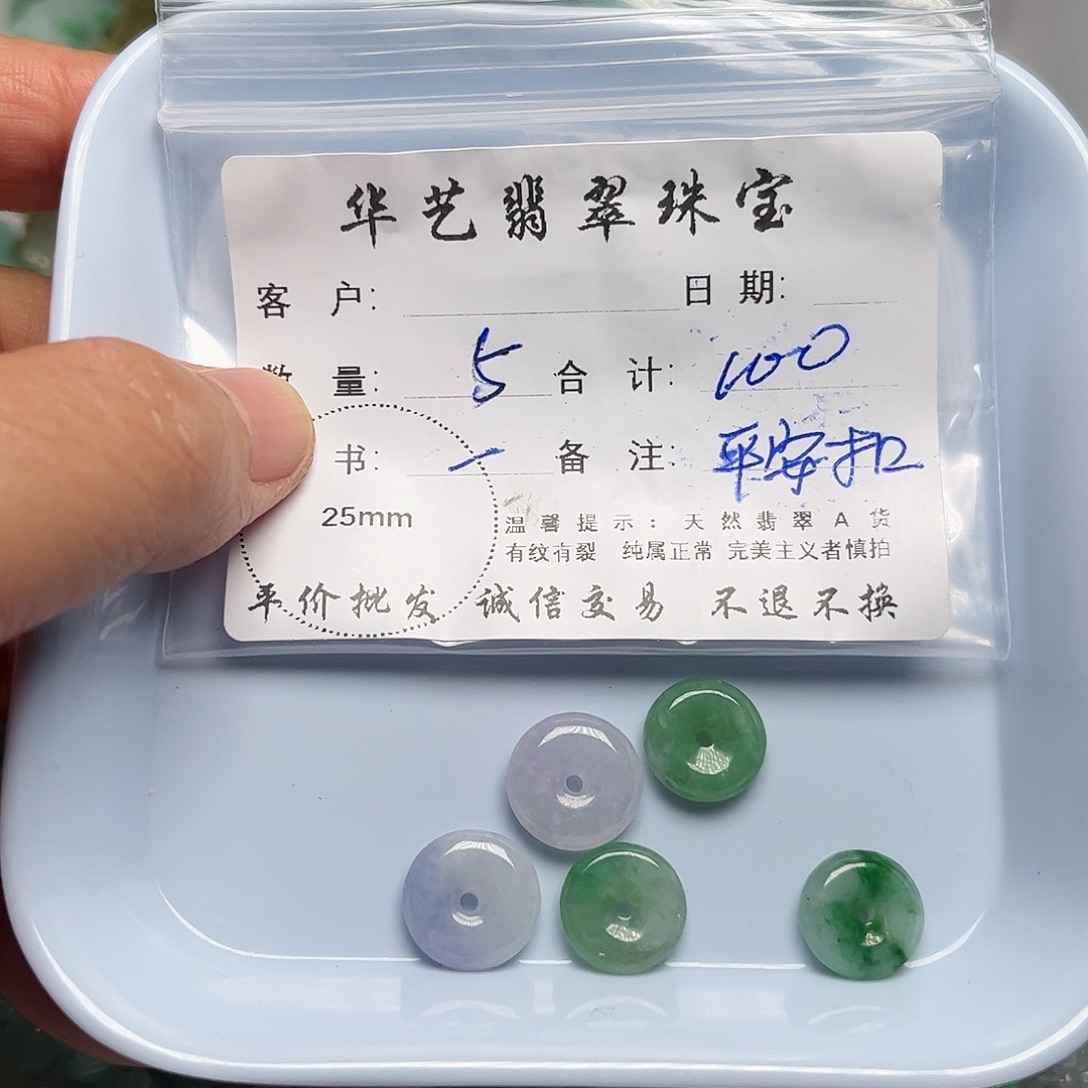 华艺翡翠珠宝
客 户： 日 期：
数 量： 5 合 计： 100
书： 一 备 注： 平安扣
25mm
温馨提示：天然翡翠A货
有纹有裂 纯属正常 完美主义者慎拍
平价批发 诚信交易 不退不换